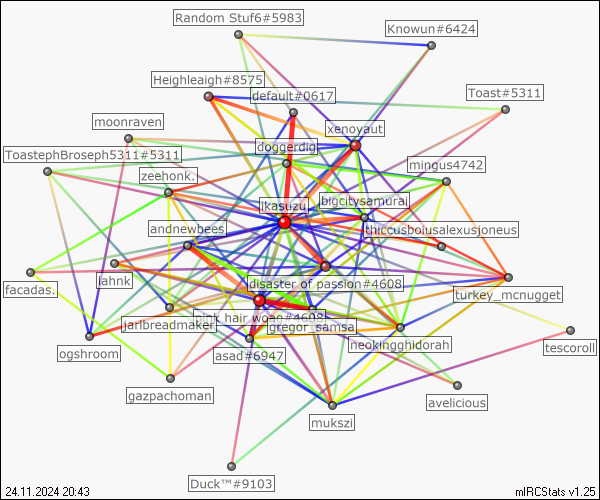 Random Stuf6#5983
Knowun#6424
Heighleaigh#8575
default#0617
Toast#5311
moonraven
xenoyaut
doggerdig
ToastephBroseph5311#5311
mingus4742
zeehonk.
ikasuzu
bigcitysamurai
andnewbees
thiccusboiusalexusjoneus
facadas.
lahnk
disaster of passion#4608
turkey_mcnugget
jarlbreadmaker
pink hair woao#4608
gregor_samsa
ogshroom
asad#6947
neokingghidorah
tescoroll
gazpachoman
avelicious
mukszi
Duck™#9103
24.11.2024 20:43
mIRCStats v1.25